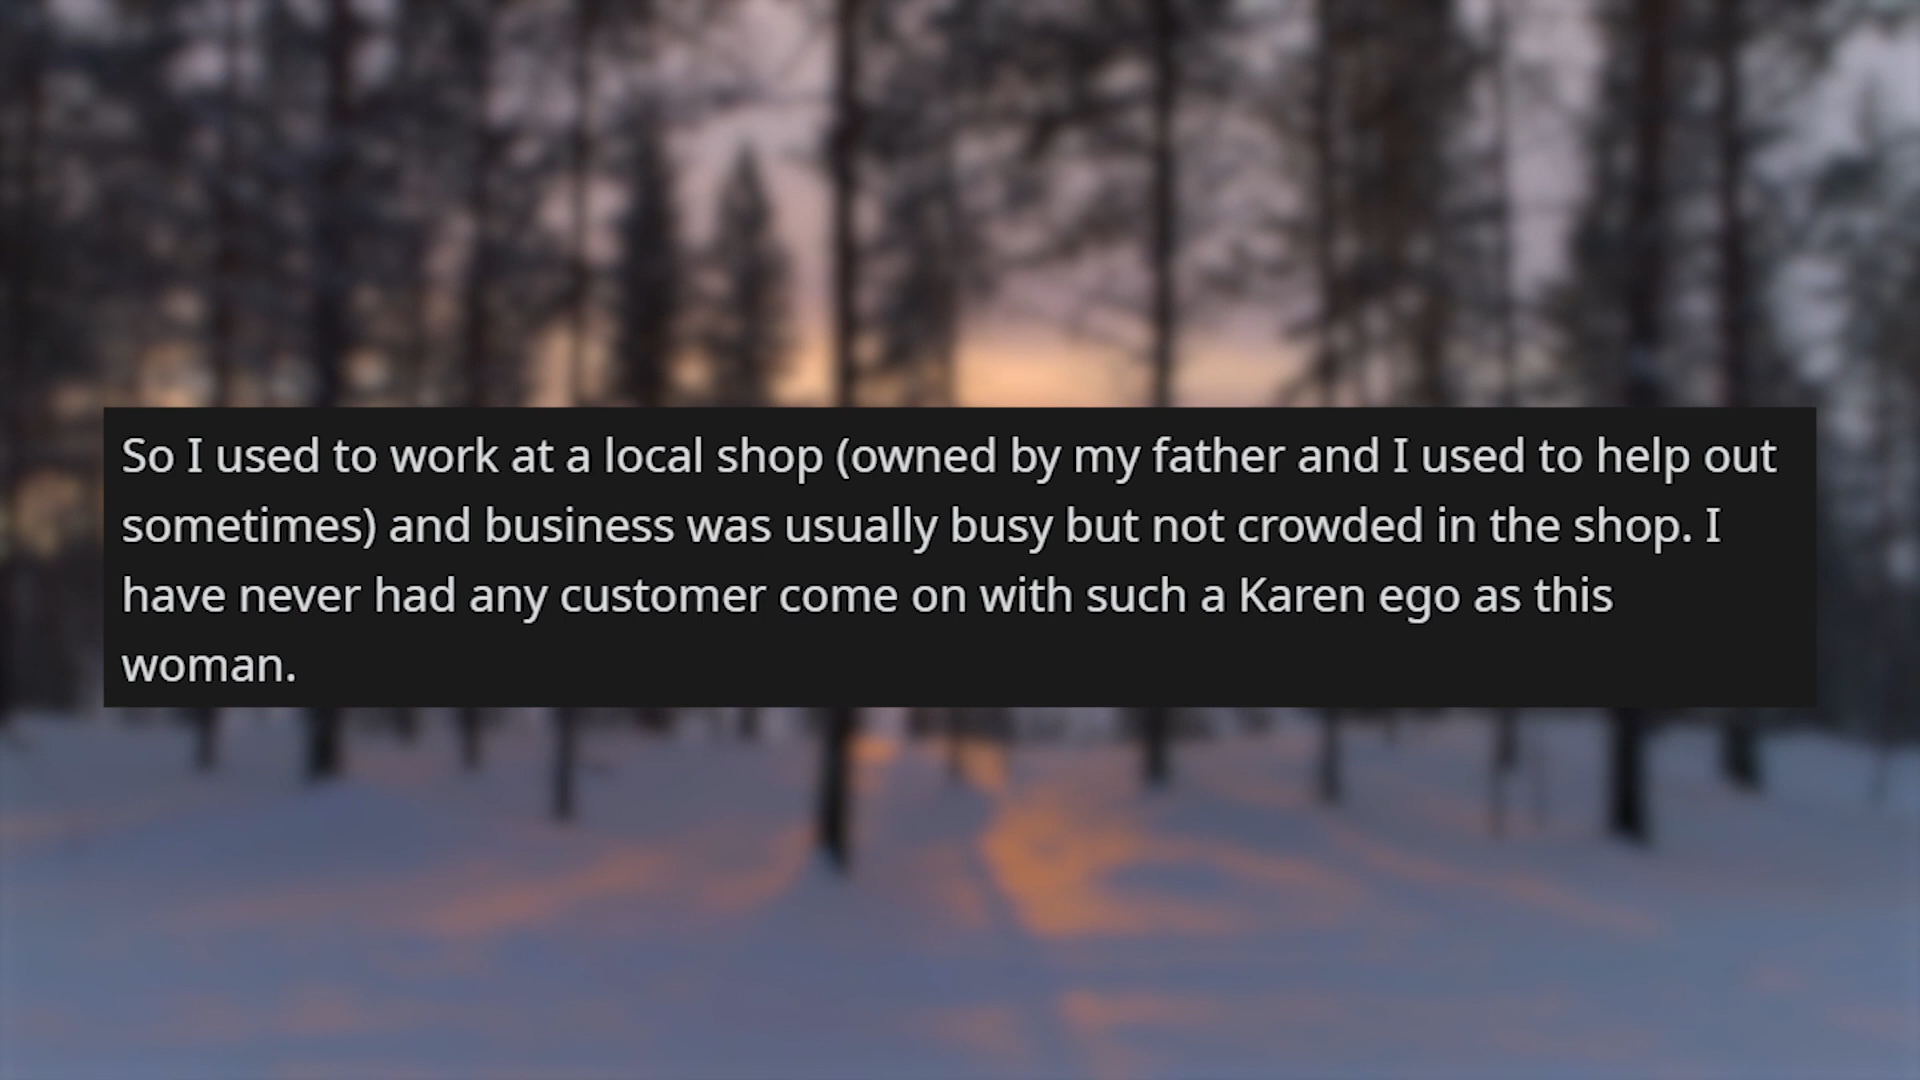 So I used to work at a local shop (owned by my father and I used to help out
sometimes) and business was usually busy but not crowded in the shop. I
have never had any customer come on with such a Karen ego as this
woman.